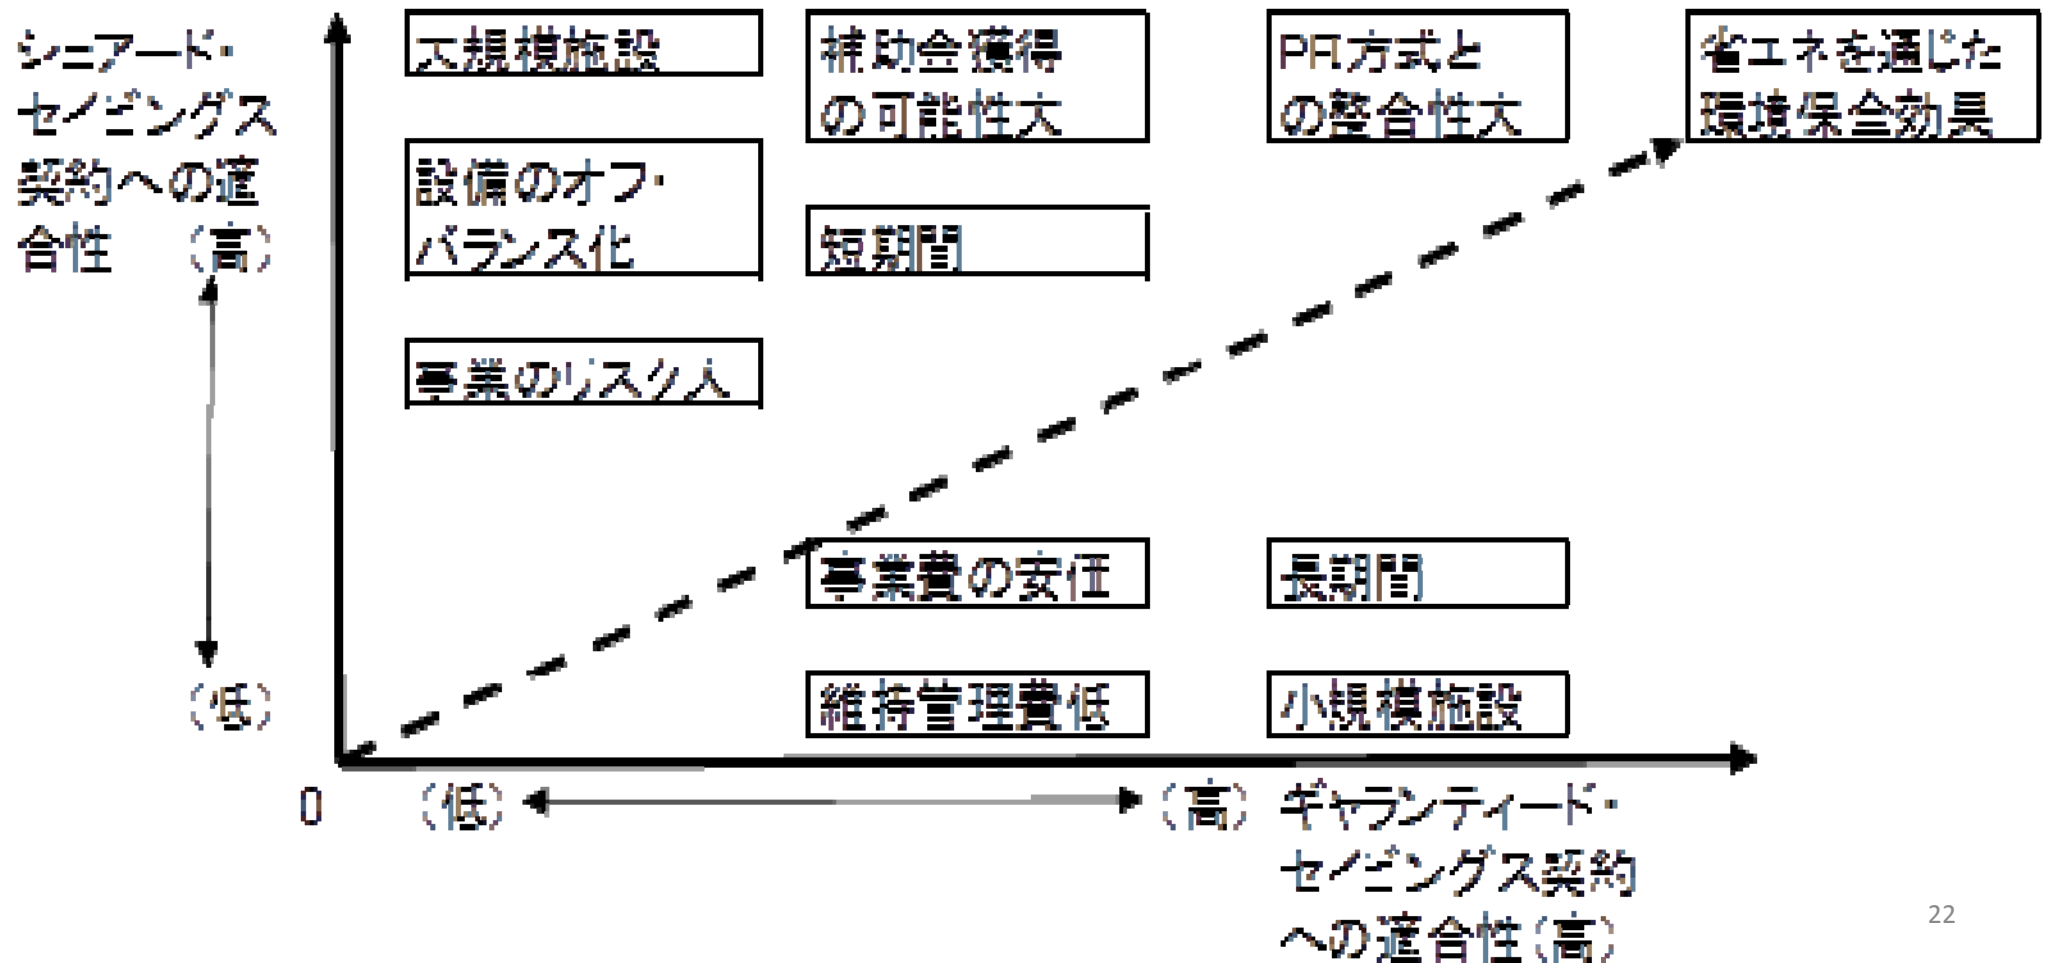 シェアード・
セイビングス
契約への適
合性 (高)
(低)
大規模施設
設備のオフ・
バランス化
事業のリスク大
補助金獲得
の可能性大
短期間
PFI方式と
の整合性大
省エネを通じた
環境保全効果
事業費の安価
長期間
維持管理費低
小規模施設
0 (低) (高) ギャランティード・
セイビングス契約
への適合性(高)
22